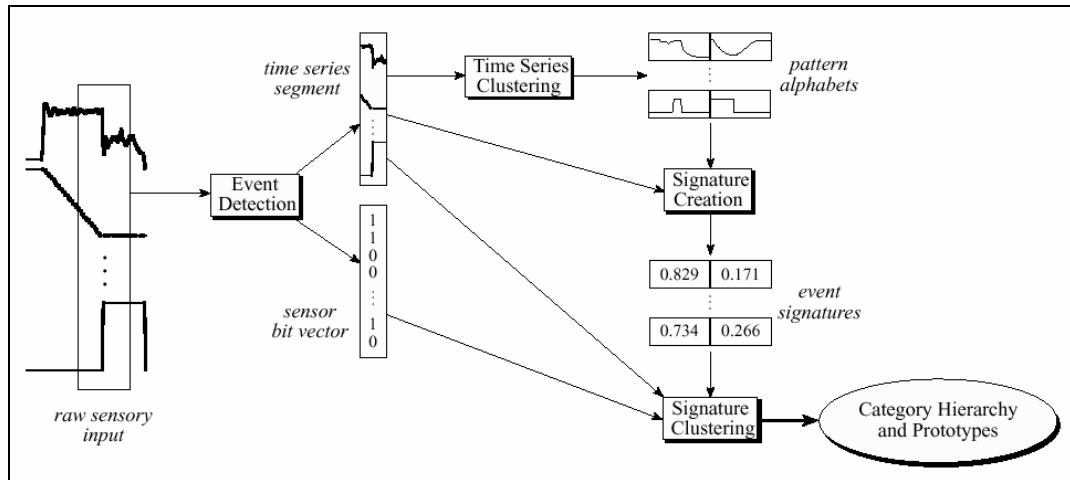 time series
segment
Time Series
Clustering
pattern
alphabets
Event
Detection
Signature
Creation
1
1
0
0
1
0
sensor
bit vector
0.829 0.171
0.734 0.266
event
signatures
raw sensory
input
Signature
Clustering
Category Hierarchy
and Prototypes